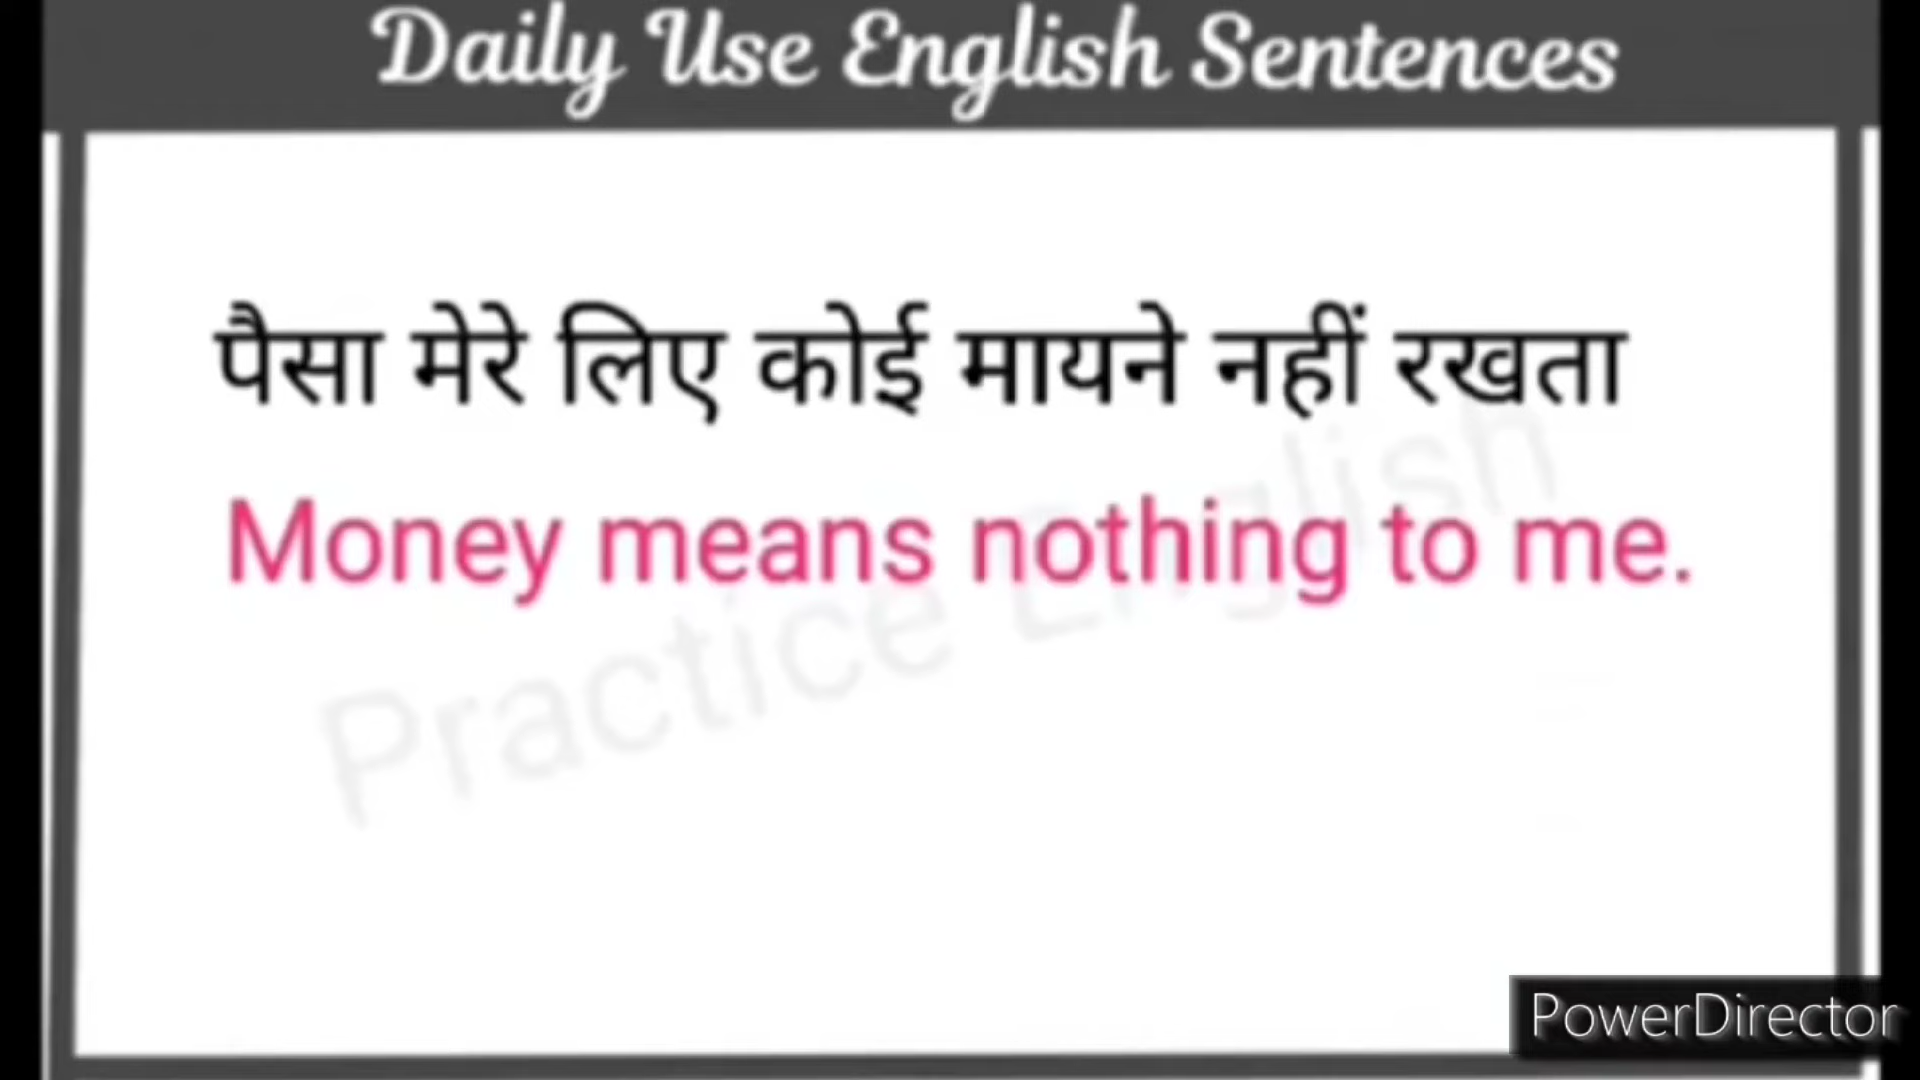 Daily Use English Sentences
पैसा मेरे लिए कोई मायने नहीं रखता
Money means nothing to me.
Practice English
PowerDirector